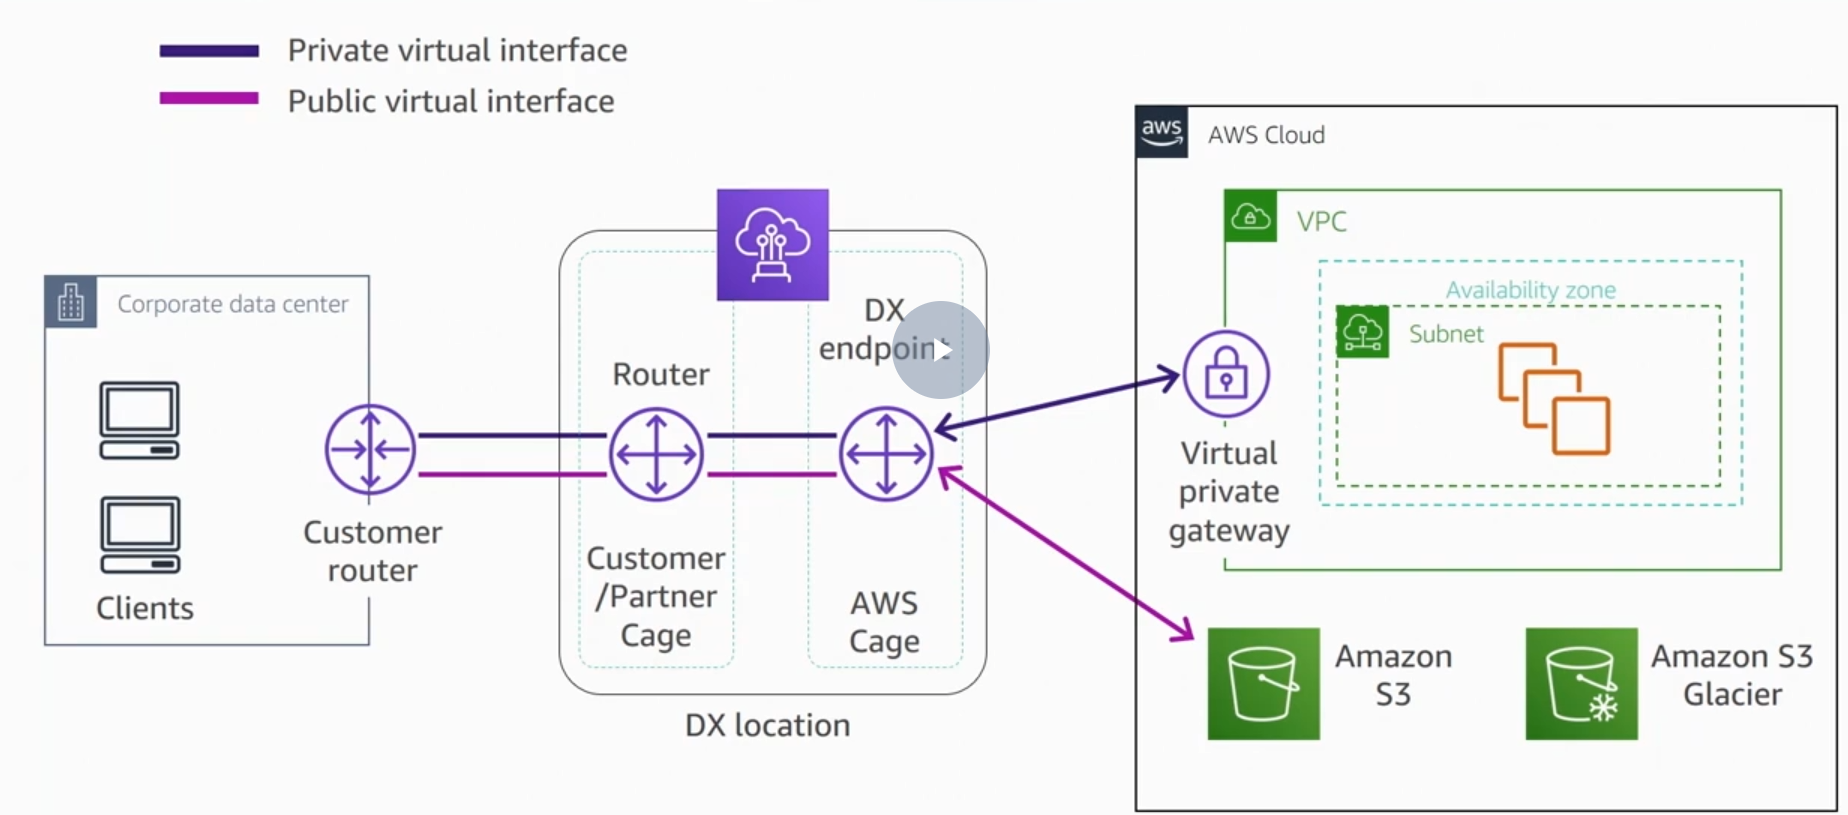 Private virtual interface
Public virtual interface
aws
AWS Cloud
VPC
Availability zone
Subnet
Corporate data center
DX
endpoint
Router
Customer
router
Clients
Customer
/Partner
Cage
AWS
Cage
DX location
Virtual
private
gateway
Amazon
S3
Amazon S3
Glacier